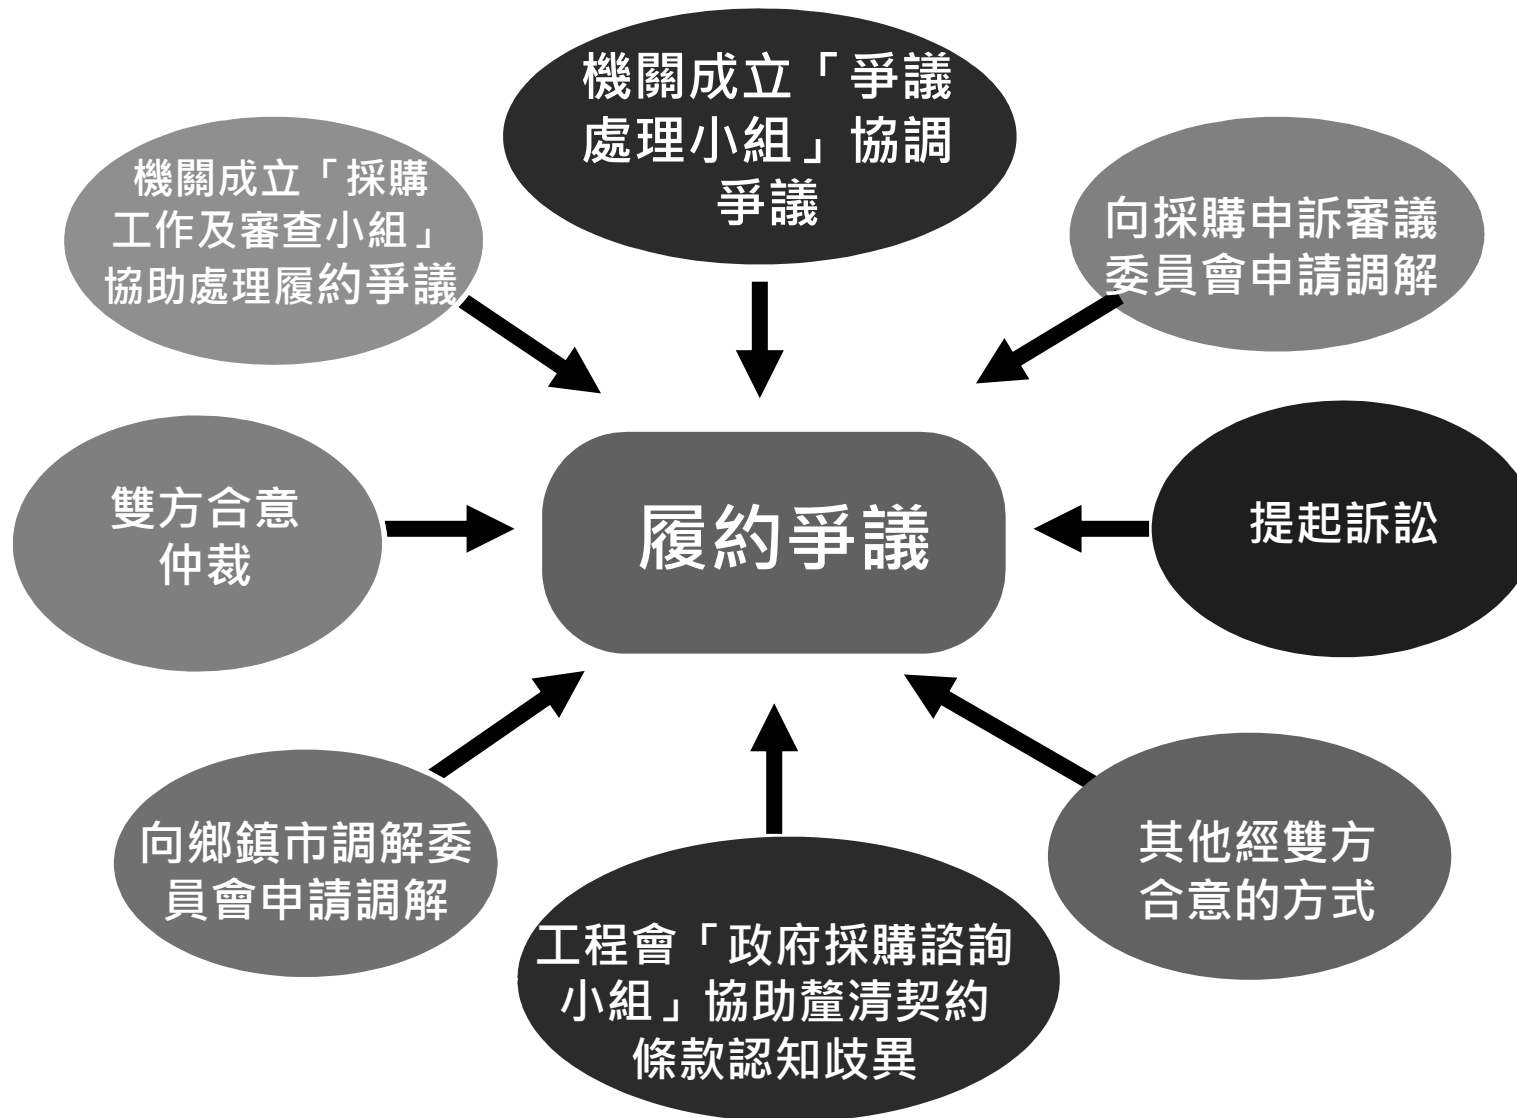 機關成立「爭議
處理小組」協調
爭議
機關成立「採購
工作及審查小組」
協助處理履約爭議
向採購申訴審議
委員會申請調解
雙方合意
仲裁
履約爭議
提起訴訟
向鄉鎮市調解委
員會申請調解
其他經雙方
合意的方式
工程會「政府採購諮詢
小組」協助釐清契約
條款認知歧異